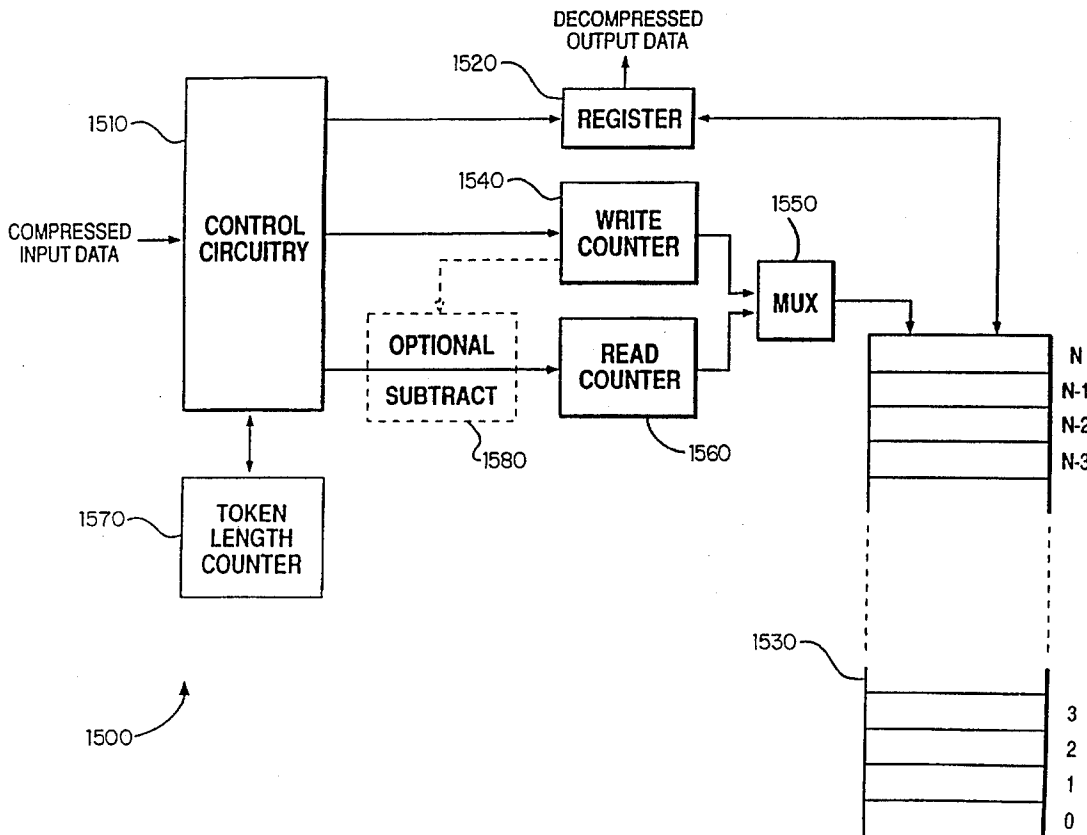 DECOMPRESSED
OUTPUT DATA
1520
REGISTER
1510
1540
WRITE
COUNTER
1550
MUX
COMPRESSED
INPUT DATA
CONTROL
CIRCUITRY
OPTIONAL
SUBTRACT
1580
READ
COUNTER
1560
N
N-1
N-2
N-3
1570
TOKEN
LENGTH
COUNTER
1530
1500
3
2
1
0